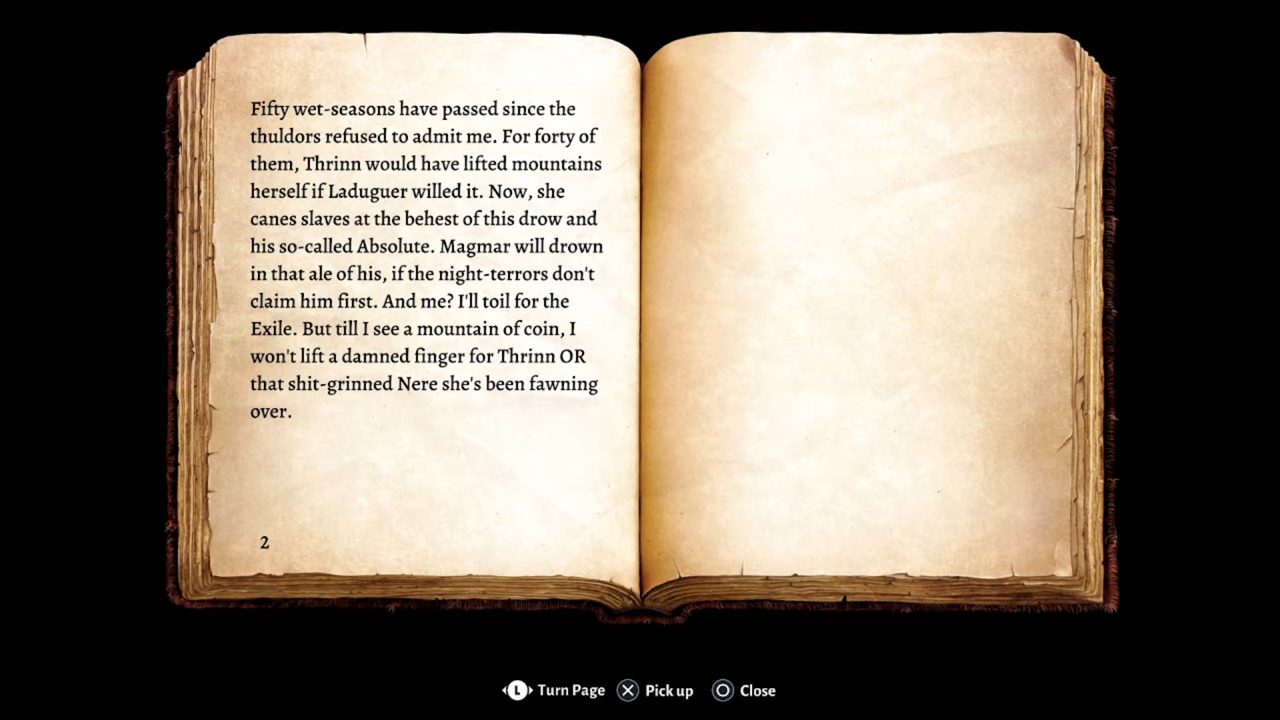 Fifty wet-seasons have passed since the
thuldors refused to admit me. For forty of
them, Thrinn would have lifted mountains
herself if Laduguer willed it. Now, she
canes slaves at the behest of this drow and
his so-called Absolute. Magmar will drown
in that ale of his, if the night-terrors don't
claim him first. And me? I'll toil for the
Exile. But till I see a mountain of coin, I
won't lift a damned finger for Thrinn OR
that shit-grinned Nere she's been fawning
over.
2
L Turn Page Pick up Close